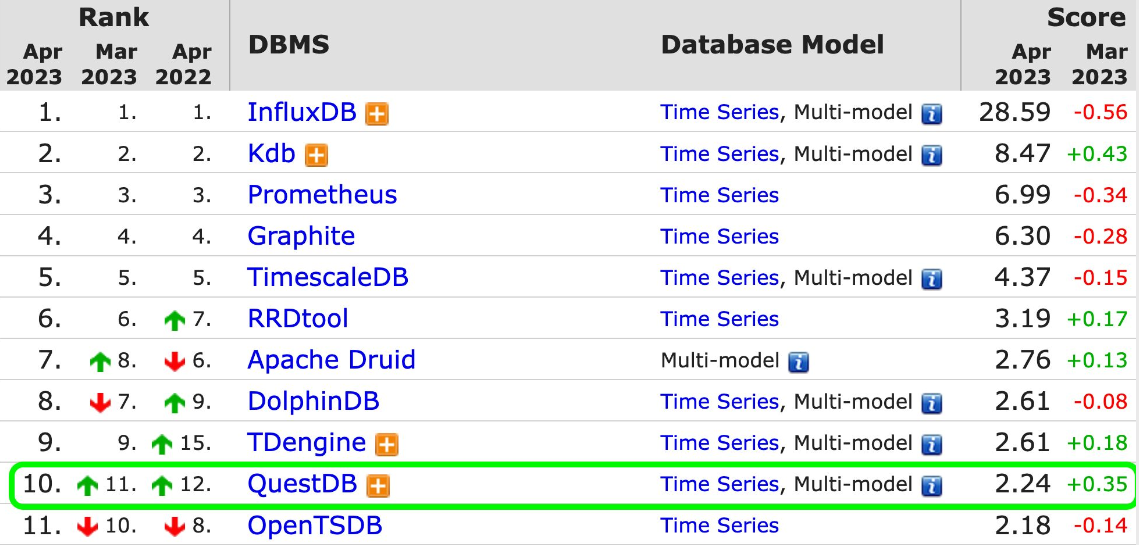 Rank Score
Apr Mar Apr DBMS Database Model Apr Mar
2023 2023 2022 2023 2023
1. 1. 1. InfluxDB Time Series, Multi-model 28.59 -0.56
2. 2. 2. Kdb Time Series, Multi-model 8.47 +0.43
3. 3. 3. Prometheus Time Series 6.99 -0.34
4. 4. 4. Graphite Time Series 6.30 -0.28
5. 5. 5. TimescaleDB Time Series, Multi-model 4.37 -0.15
6. 6. 7. RRDtool Time Series 3.19 +0.17
7. 8. 6. Apache Druid Multi-model 2.76 +0.13
8. 7. 9. DolphinDB Time Series, Multi-model 2.61 -0.08
9. 9. 15. TDengine Time Series, Multi-model 2.61 +0.18
10. 11. 12. QuestDB Time Series, Multi-model 2.24 +0.35
11. 10. 8. OpenTSDB Time Series 2.18 -0.14